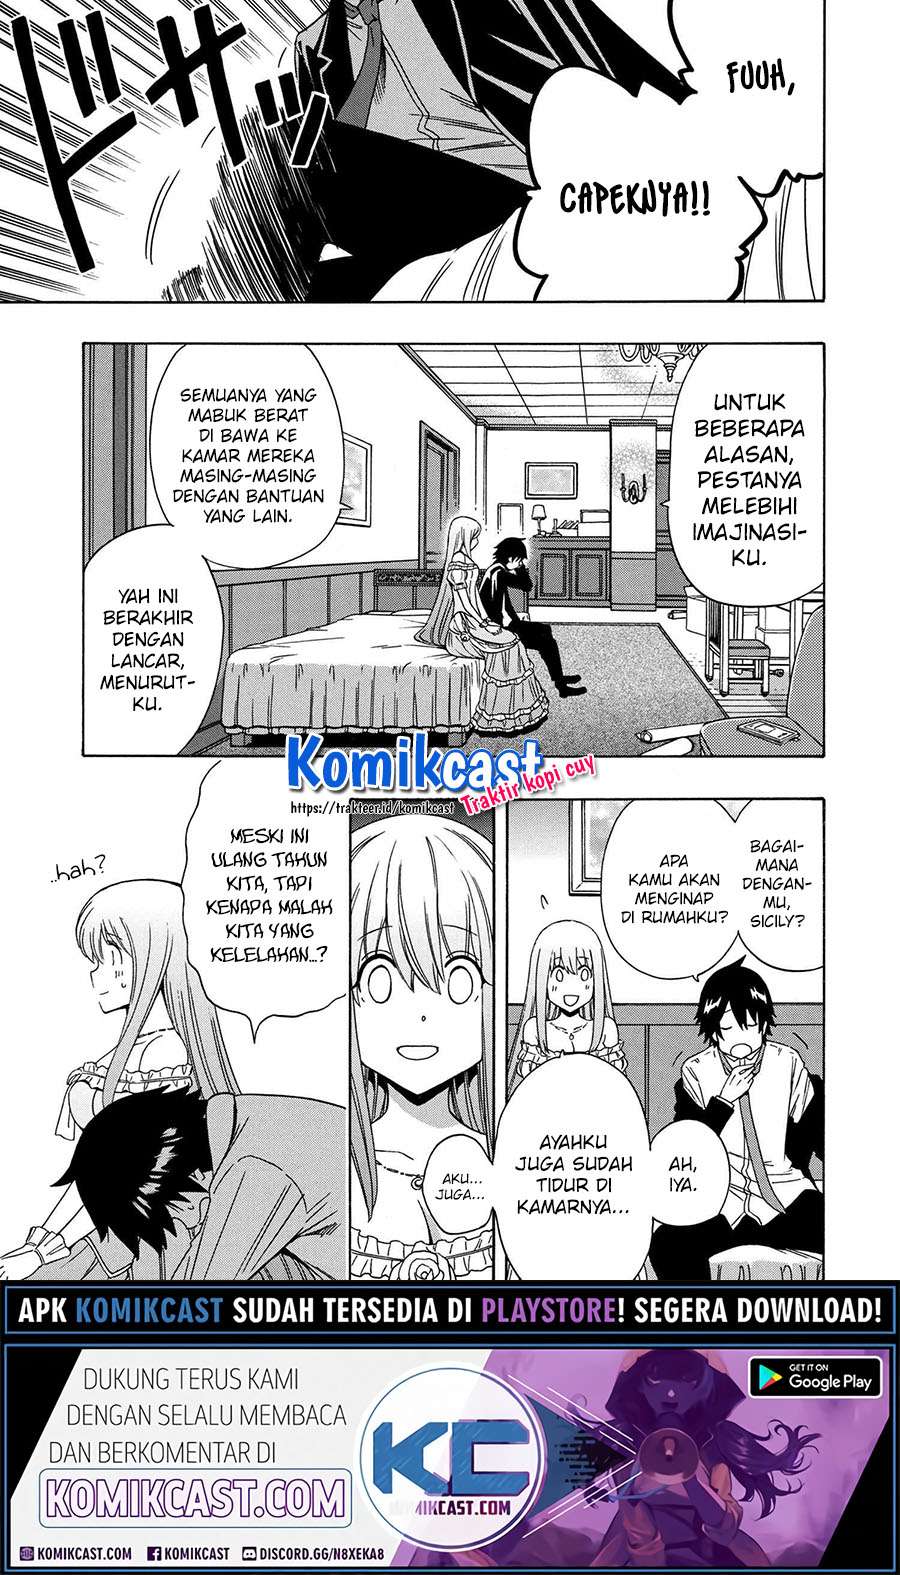 ドサッ
FUUH,
CAPEKNYA!!
UNTUK
BEBERAPA
ALASAN,
PESTANYA
MELEBIHI
IMAJINASI-
KU.
SEMUANYA YANG
MABUK BERAT
DI BAWA KE
KAMAR MEREKA
MASING-MASING
DENGAN BANTUAN
YANG LAIN.
YAH INI
BERAKHIR
DENGAN
LANCAR,
MENURUT-
KU.
Komikcast
Traktir kopi cuy
https://trakteer.id/komikcast
BAGAI-
MANA
DENGAN-
MU,
SICILY?
APA
KAMU AKAN
MENGINAP
DI RUMAHKU?
AH,
IYA.
AYAHKU
JUGA SUDAH
TIDUR DI
KAMARNYA...
AKU...
JUGA...
MESKI INI
ULANG TAHUN
KITA, TAPI
KENAPA MALAH
KITA YANG
KELELAHAN...?
..hah?
APK KOMIKCAST SUDAH TERSEDIA DI PLAYSTORE! SEGERA DOWNLOAD!
DUKUNG TERUS KAMI
DENGAN SELALU MEMBACA
DAN BERKOMENTAR DI
KOMIKCAST.COM
KOMIKCAST.COM
KOMIKCAST
DISCORD.GG/N8XEKA8
KC
WWMIKCAST.COM
GET IT ON
Google Play